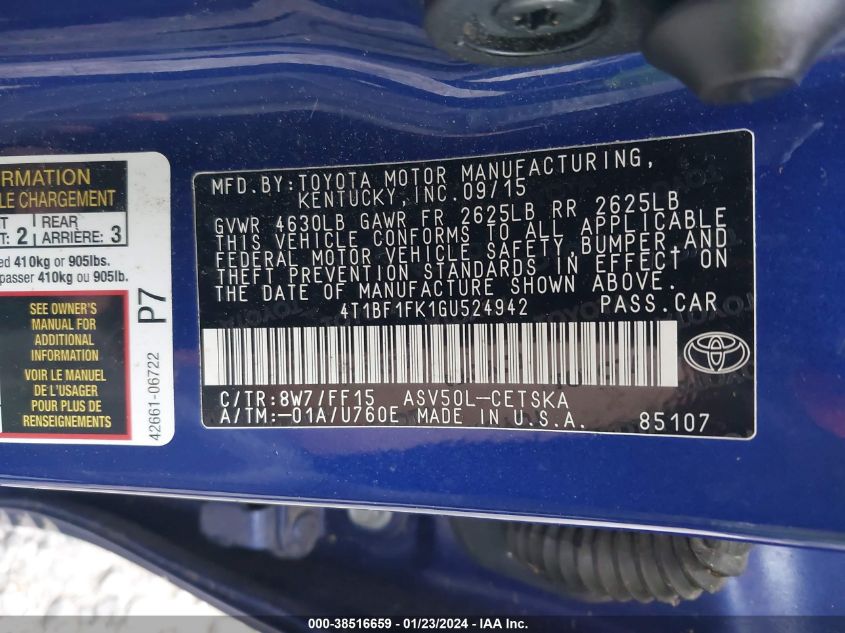 ORMATION
LE CHARGEMENT
2 REAR 3
ARRIÈRE:
ed 410kg or 905lbs.
passer 410kg ou 905lb.
SEE OWNER'S
MANUAL FOR
ADDITIONAL
INFORMATION
VOIR LE MANUEL
DE L'USAGER
POUR PLUS DE
RENSEIGNEMENTS
P7
42661-06722
MFD. BY: TOYOTA MOTOR MANUFACTURING,
KENTUCKY, INC. 09/15
GVWR 4630LB GAWR FR 2625LB RR 2625LB
THIS VEHICLE CONFORMS TO ALL APPLICABLE
FEDERAL MOTOR VEHICLE SAFETY, BUMPER, AND
THEFT PREVENTION STANDARDS IN EFFECT ON
THE DATE OF MANUFACTURE SHOWN ABOVE.
4T1BF1FK1GU524942 PASS. CAR
C/TR: 8W7/FF15 ASV50L-CETSKA
A/TM: -01A/U760E MADE IN U.S.A. 85107
000-38516659 - 01/23/2024 - IAA Inc.